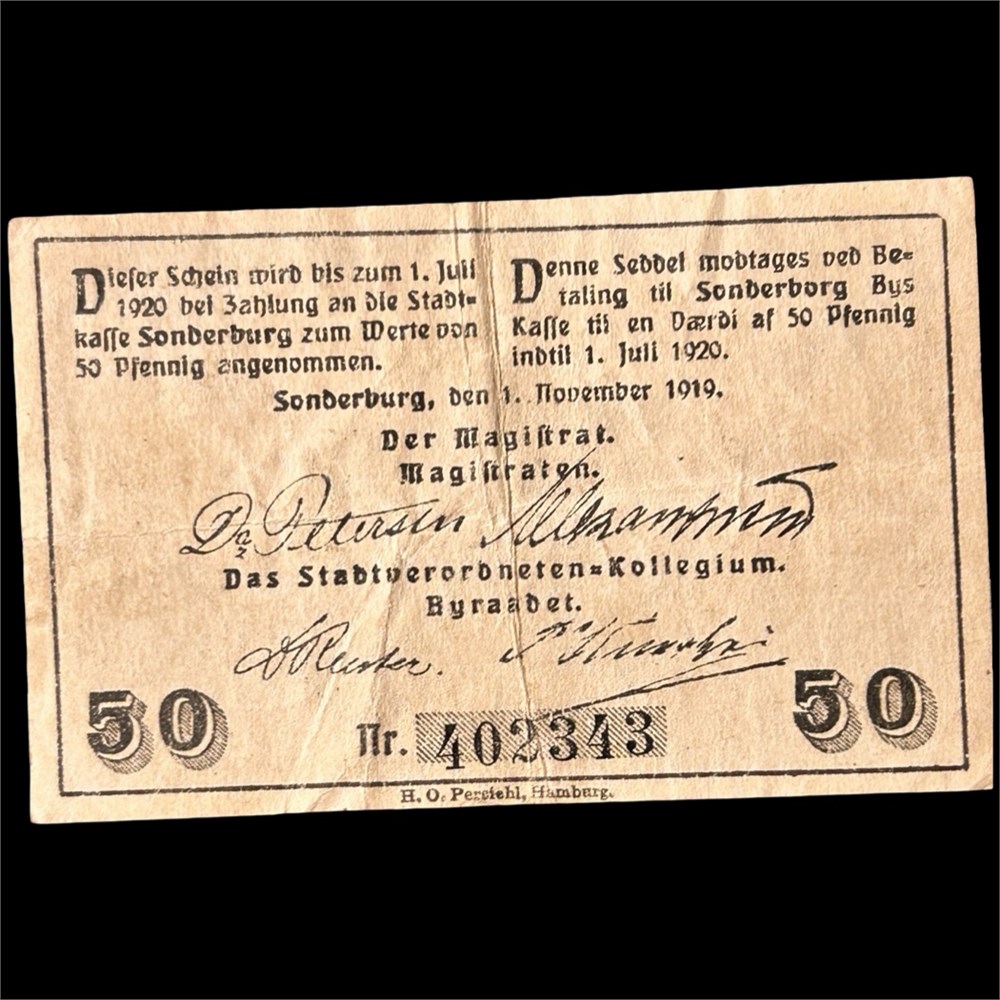 Dieser Schein wird bis zum 1. Juli
1920 bei Zahlung an die Stadt=
kasse Sonderburg zum Werte von
50 Pfennig angenommen.
Denne Seddel modtages ved Be=
taling til Sonderborg Bys
Kasse til en Værdi af 50 Pfennig
indtil 1. Juli 1920.
Sonderburg, den 1. November 1919.
Der Magistrat.
Magistraten.
Dr Petersen
Das Stadtverordneten=Kollegium.
Byraadet.
50 Nr. 402343 50
H. O. Persiehl, Hamburg.